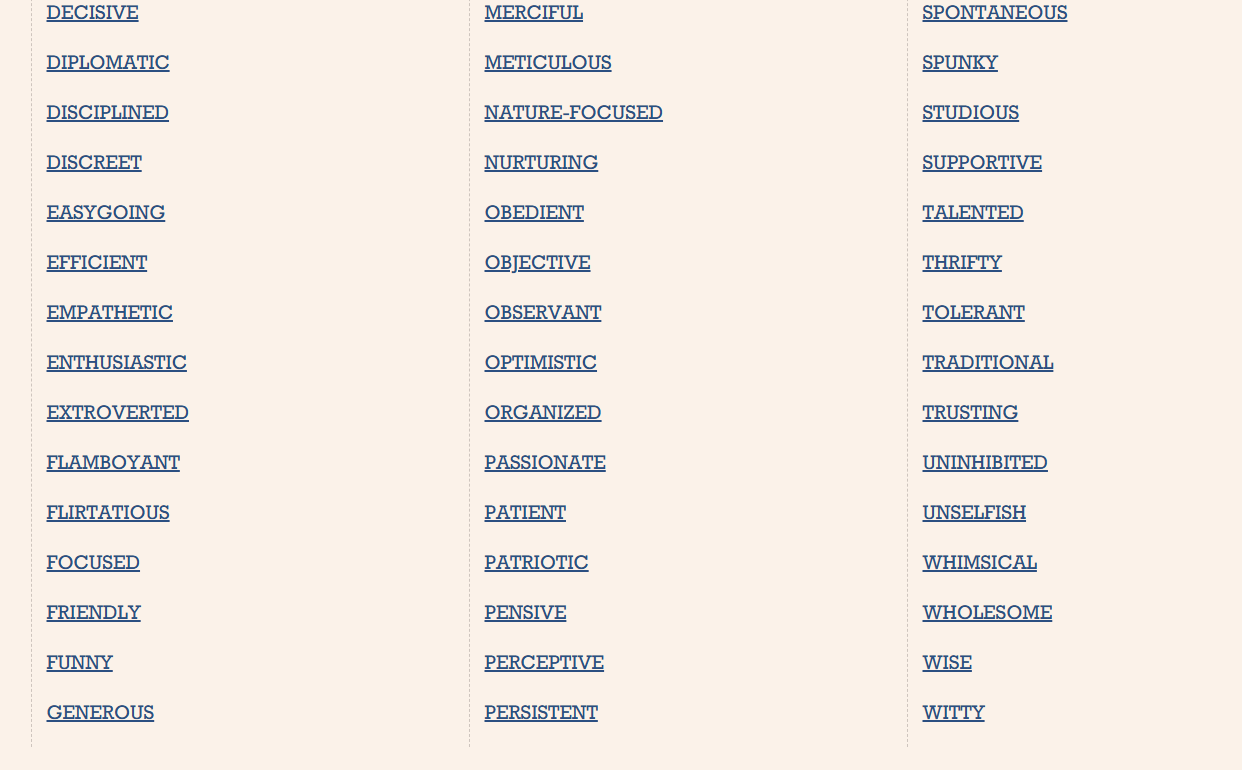 DECISIVE
DIPLOMATIC
DISCIPLINED
DISCREET
EASYGOING
EFFICIENT
EMPATHETIC
ENTHUSIASTIC
EXTROVERTED
FLAMBOYANT
FLIRTATIOUS
FOCUSED
FRIENDLY
FUNNY
GENEROUS
MERCIFUL
METICULOUS
NATURE-FOCUSED
NURTURING
OBEDIENT
OBJECTIVE
OBSERVANT
OPTIMISTIC
ORGANIZED
PASSIONATE
PATIENT
PATRIOTIC
PENSIVE
PERCEPTIVE
PERSISTENT
SPONTANEOUS
SPUNKY
STUDIOUS
SUPPORTIVE
TALENTED
THRIFTY
TOLERANT
TRADITIONAL
TRUSTING
UNINHIBITED
UNSELFISH
WHIMSICAL
WHOLESOME
WISE
WITTY